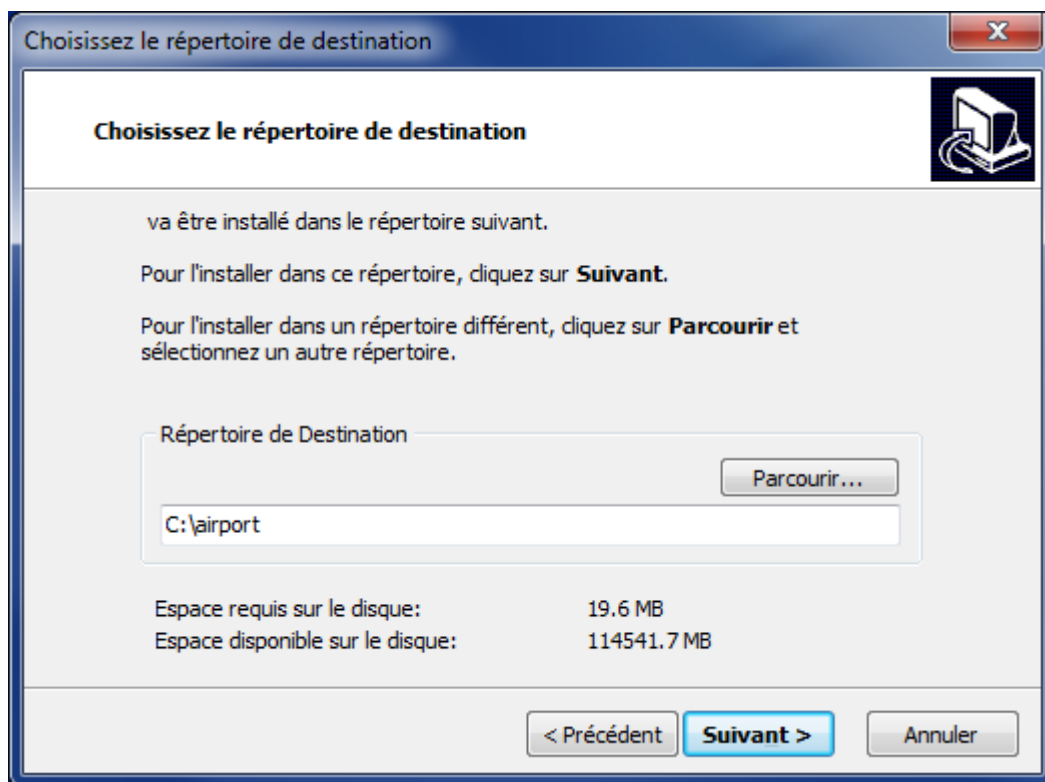 Choisissez le répertoire de destination
Choisissez le répertoire de destination
va être installé dans le répertoire suivant.
Pour l'installer dans ce répertoire, cliquez sur Suivant.
Pour l'installer dans un répertoire différent, cliquez sur Parcourir et
sélectionnez un autre répertoire.
Répertoire de Destination
Parcourir...
C:\airport
Espace requis sur le disque: 19.6 MB
Espace disponible sur le disque: 114541.7 MB
< Précédent Suivant > Annuler